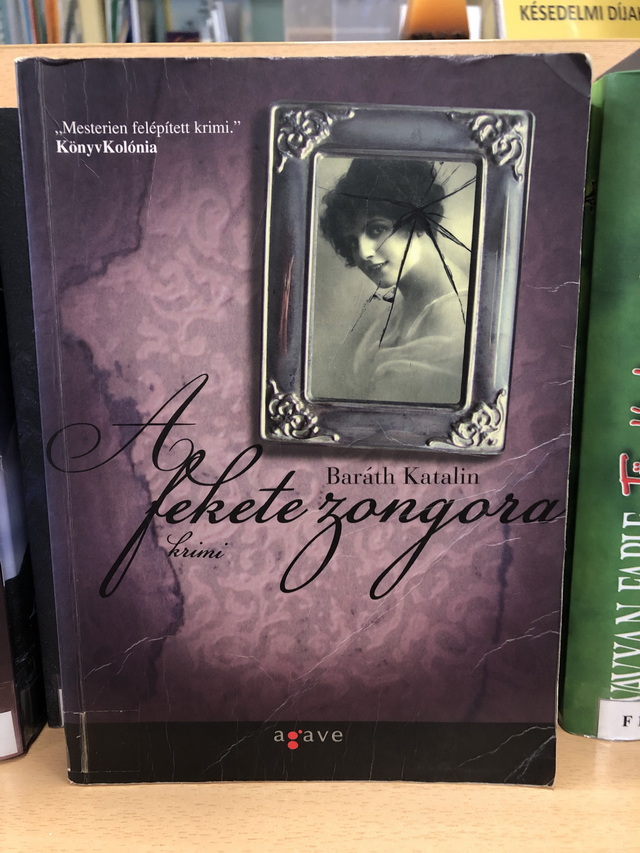 KÉSEDELMI DÍJA
„Mesterien felépített krimi.”
KönyvKolónia
A
Baráth Katalin
fekete zongora
krimi
agave